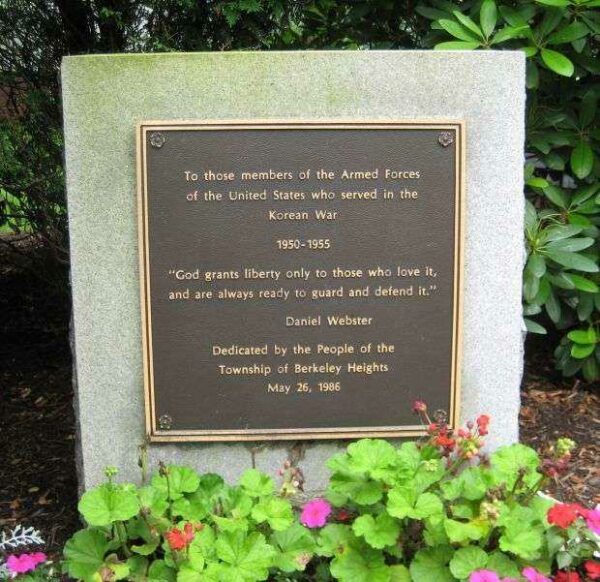 To those members of the Armed Forces
of the United States who served in the
Korean War
1950-1955
"God grants liberty only to those who love it,
and are always ready to guard and defend it."
Daniel Webster
Dedicated by the People of the
Township of Berkeley Heights
May 26, 1986